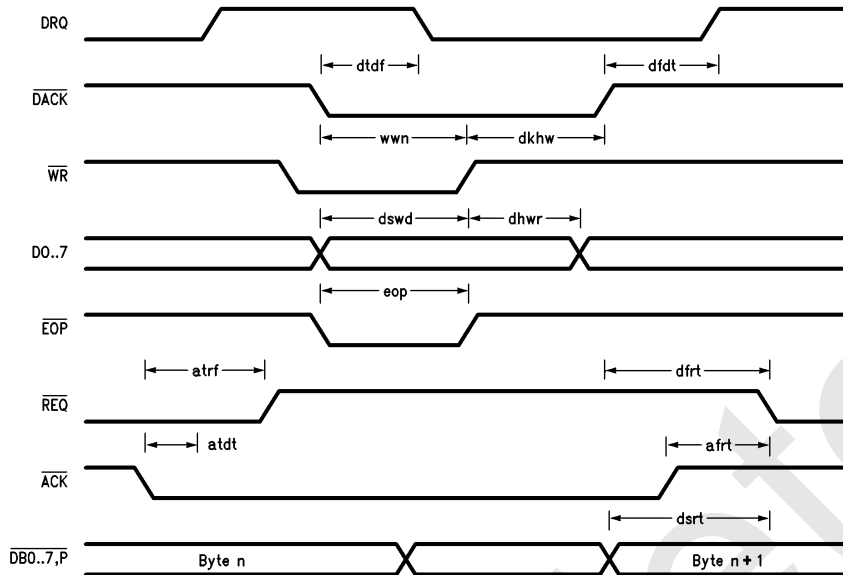 DRQ
dtdf
dfdt
DACK
wwn
dkhw
WR
dswd
dhwr
D0..7
eop
EOP
atrf
dfrt
REQ
atdt
afrt
ACK
dsrt
DB0..7,P
Byte n
Byte n+1